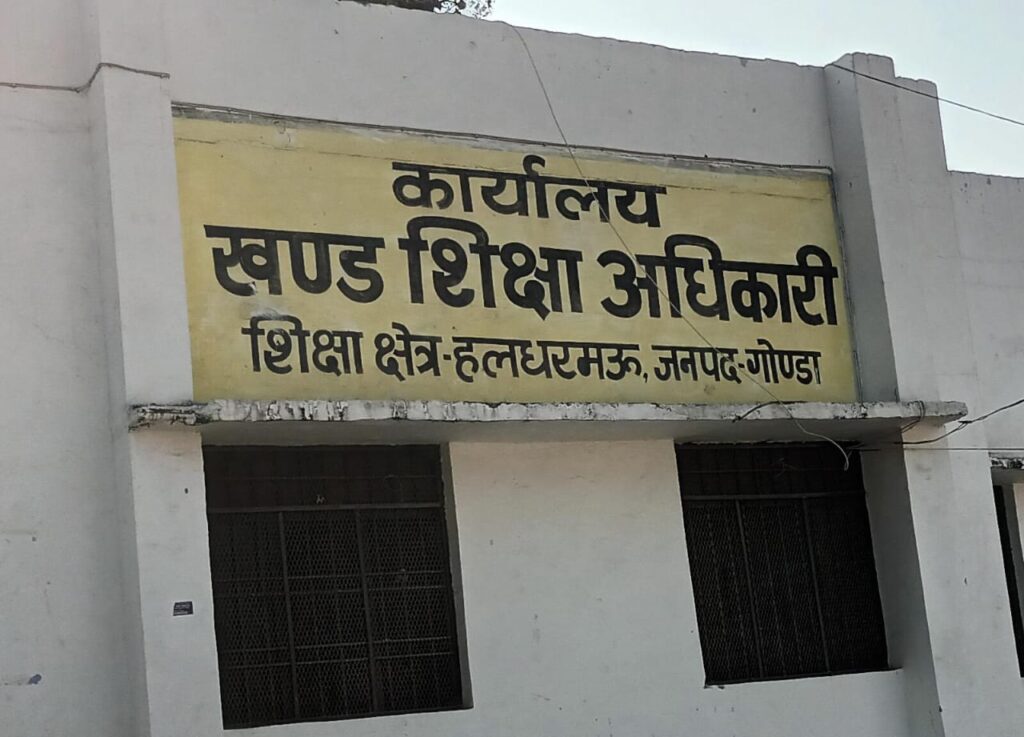 कार्यालय
खण्ड शिक्षा अधिकारी
शिक्षा क्षेत्र-हलधरमऊ, जनपद-गोण्डा